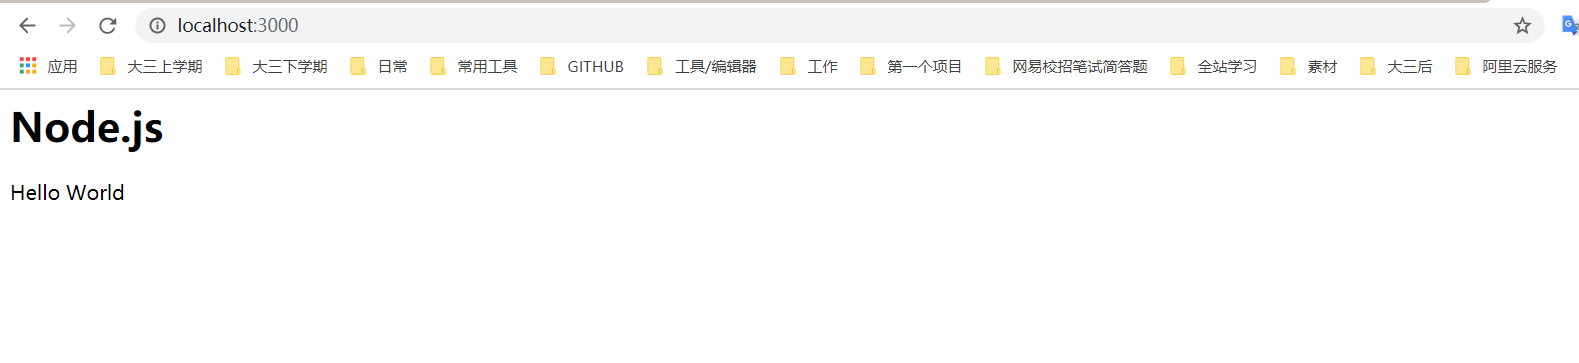 localhost:3000
应用 大三上学期 大三下学期 日常 常用工具 GITHUB 工具/编辑器 工作 第一个项目 网易校招笔试简答题 全站学习 素材 大三后 阿里云服务
Node.js
Hello World